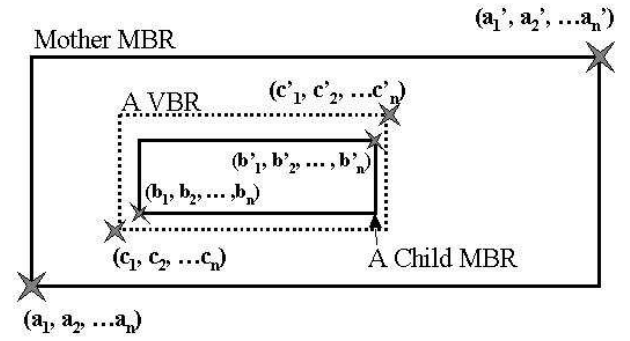 (a₁’, a₂’, …aₙ’)
Mother MBR
A VBR
(c’₁, c’₂, …c’ₙ)
(b’₁, b’₂, … , b’ₙ)
(b₁, b₂, … ,bₙ)
(c₁, c₂, …cₙ)
A Child MBR
(a₁, a₂, …aₙ)